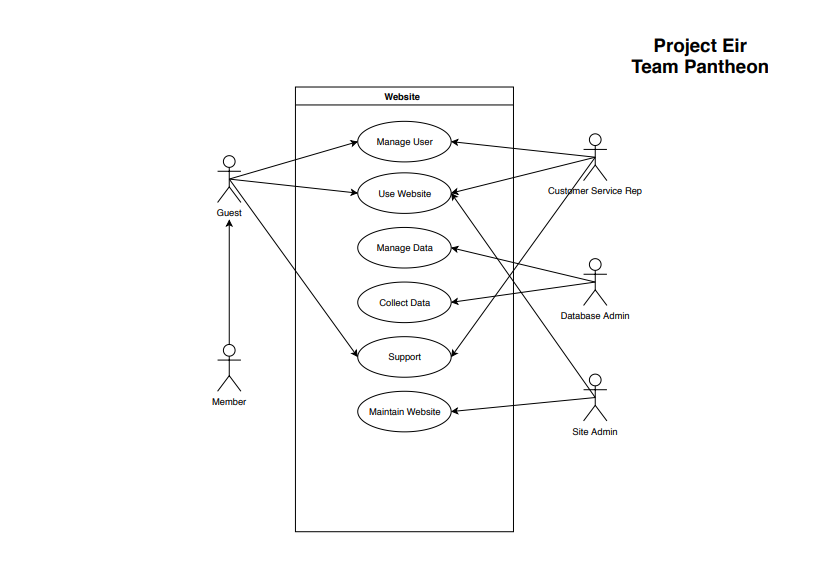 Project Eir
Team Pantheon
Website
Manage User
Use Website
Manage Data
Collect Data
Support
Maintain Website
Guest
Member
Customer Service Rep
Database Admin
Site Admin